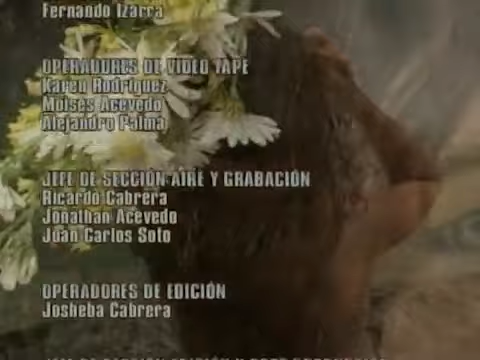 Fernando Izarra
OPERADORES DE VIDEO TAPE
Karen Rodríguez
Moises Acevedo
Alejandro Palma
JEFE DE SECCIÓN AIRE Y GRABACIÓN
Ricardo Cabrera
Jonathan Acevedo
Juan Carlos Soto
OPERADORES DE EDICIÓN
Josheba Cabrera